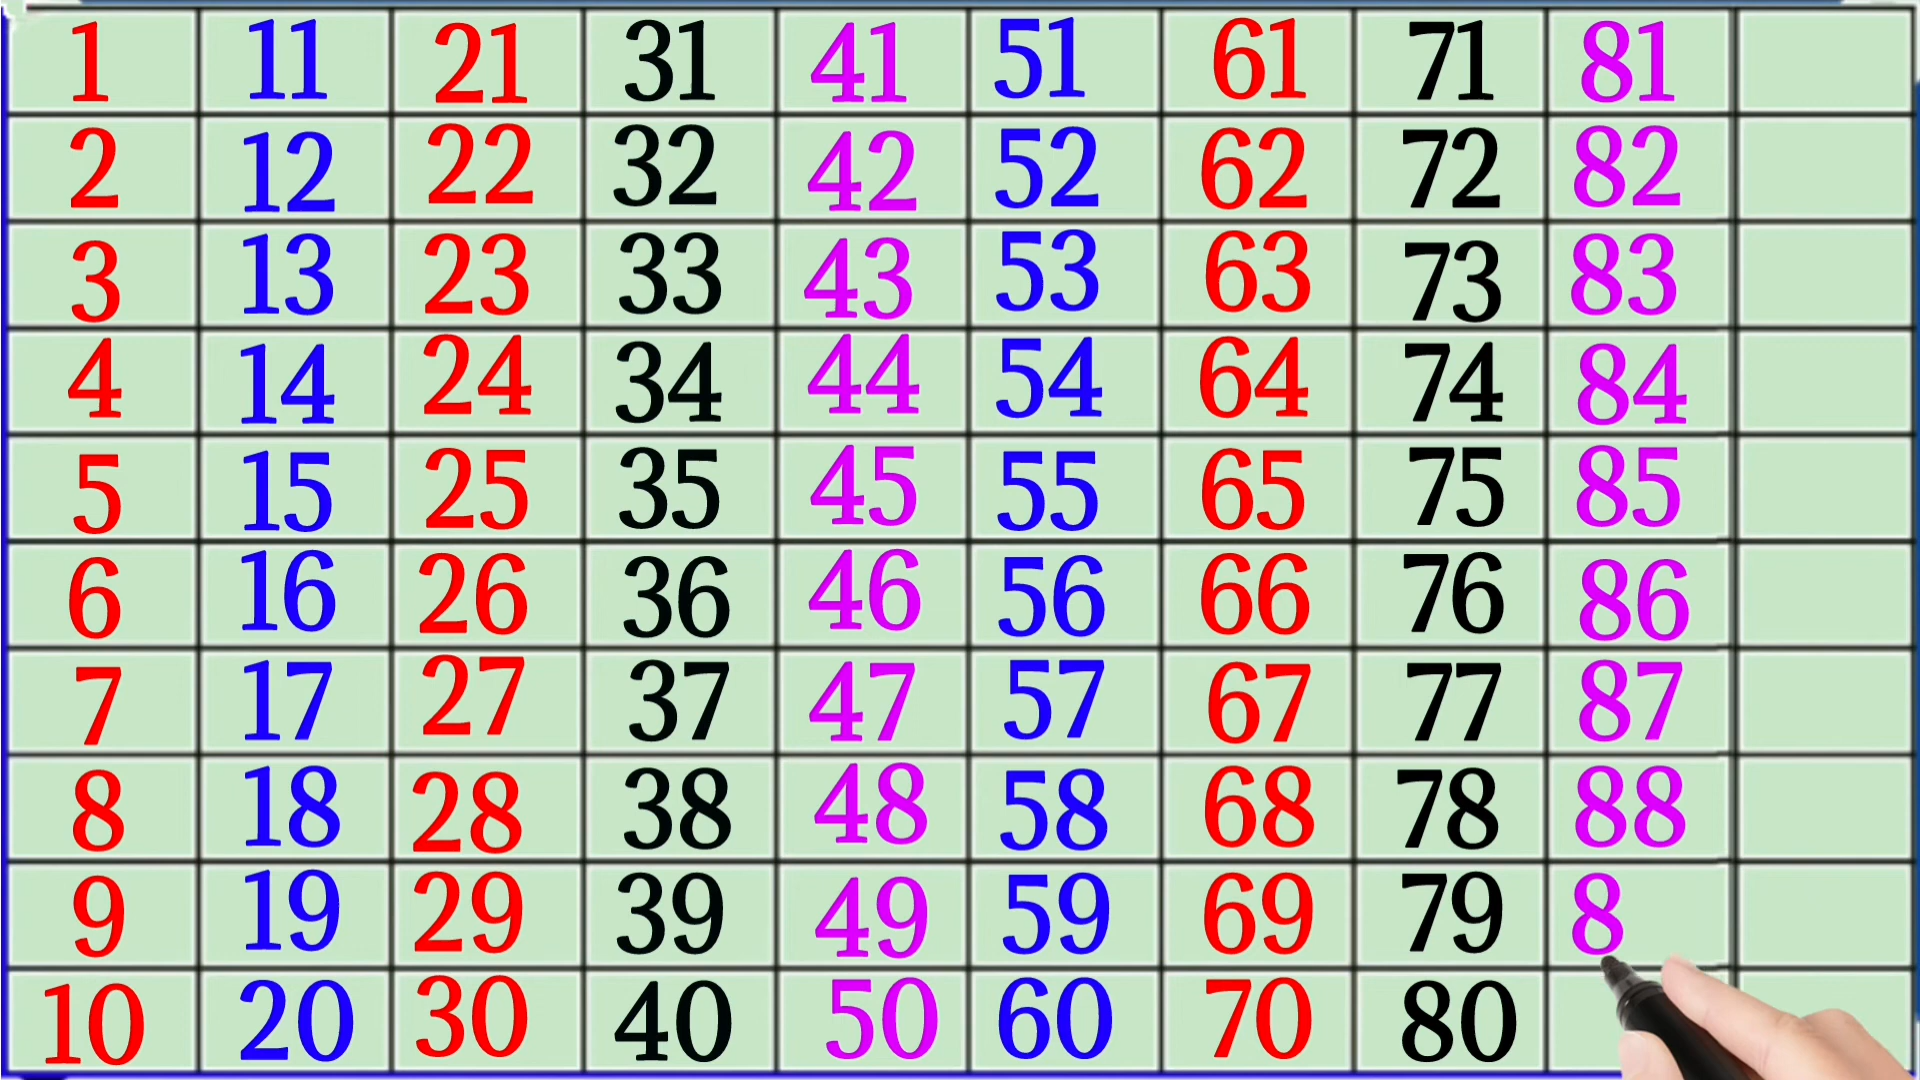 1 11 21 31 41 51 61 71 81
2 12 22 32 42 52 62 72 82
3 13 23 33 43 53 63 73 83
4 14 24 34 44 54 64 74 84
5 15 25 35 45 55 65 75 85
6 16 26 36 46 56 66 76 86
7 17 27 37 47 57 67 77 87
8 18 28 38 48 58 68 78 88
9 19 29 39 49 59 69 79 8
10 20 30 40 50 60 70 80